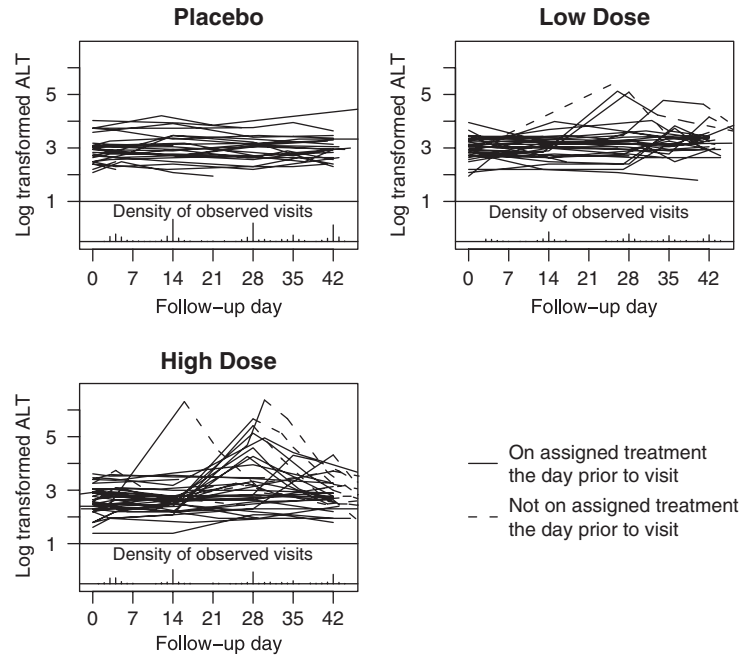 Placebo
Log transformed ALT
5
3
1
Density of observed visits
0 7 14 21 28 35 42
Follow−up day
Low Dose
Log transformed ALT
5
3
1
Density of observed visits
0 7 14 21 28 35 42
Follow−up day
High Dose
Log transformed ALT
5
3
1
Density of observed visits
0 7 14 21 28 35 42
Follow−up day
On assigned treatment
the day prior to visit
Not on assigned treatment
the day prior to visit